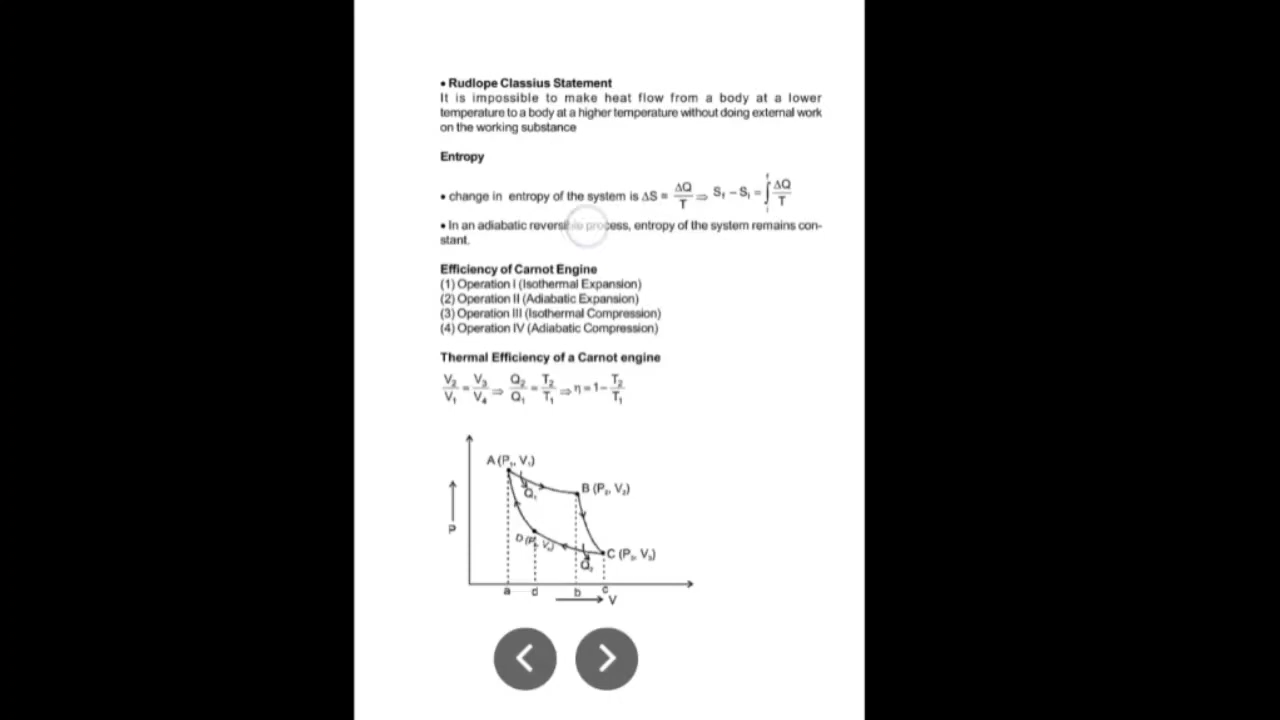 • Rudlope Classius Statement
It is impossible to make heat flow from a body at a lower
temperature to a body at a higher temperature without doing external work
on the working substance
Entropy
• change in entropy of the system is ΔS = ΔQ/T ⇒ S_f – S_i = ∫_i^f ΔQ/T
• In an adiabatic reversible process, entropy of the system remains con-
stant.
Efficiency of Carnot Engine
(1) Operation I (Isothermal Expansion)
(2) Operation II (Adiabatic Expansion)
(3) Operation III (Isothermal Compression)
(4) Operation IV (Adiabatic Compression)
Thermal Efficiency of a Carnot engine
V₂/V₁ = V₃/V₄ ⇒ Q₂/Q₁ = T₂/T₁ ⇒ η = 1 – T₂/T₁
A (P₁, V₁)
Q₁
B (P₂, V₂)
P
D (P₄, V₄)
C (P₃, V₃)
Q₂
a d b c
V